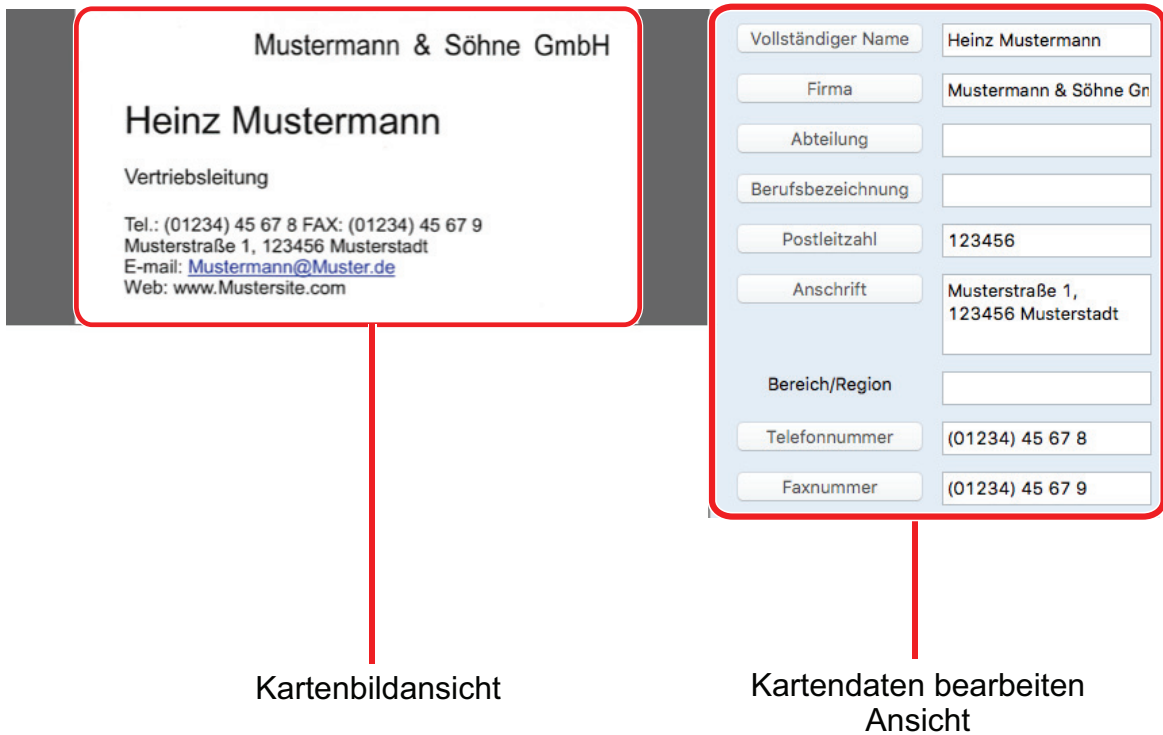 Mustermann & Söhne GmbH
Heinz Mustermann
Vertriebsleitung
Tel.: (01234) 45 67 8 FAX: (01234) 45 67 9
Musterstraße 1, 123456 Musterstadt
E-mail: Mustermann@Muster.de
Web: www.Mustersite.com
Vollständiger Name Heinz Mustermann
Firma Mustermann & Söhne Gm
Abteilung
Berufsbezeichnung
Postleitzahl 123456
Anschrift Musterstraße 1,
123456 Musterstadt
Bereich/Region
Telefonnummer (01234) 45 67 8
Faxnummer (01234) 45 67 9
Kartenbildansicht
Kartendaten bearbeiten
Ansicht